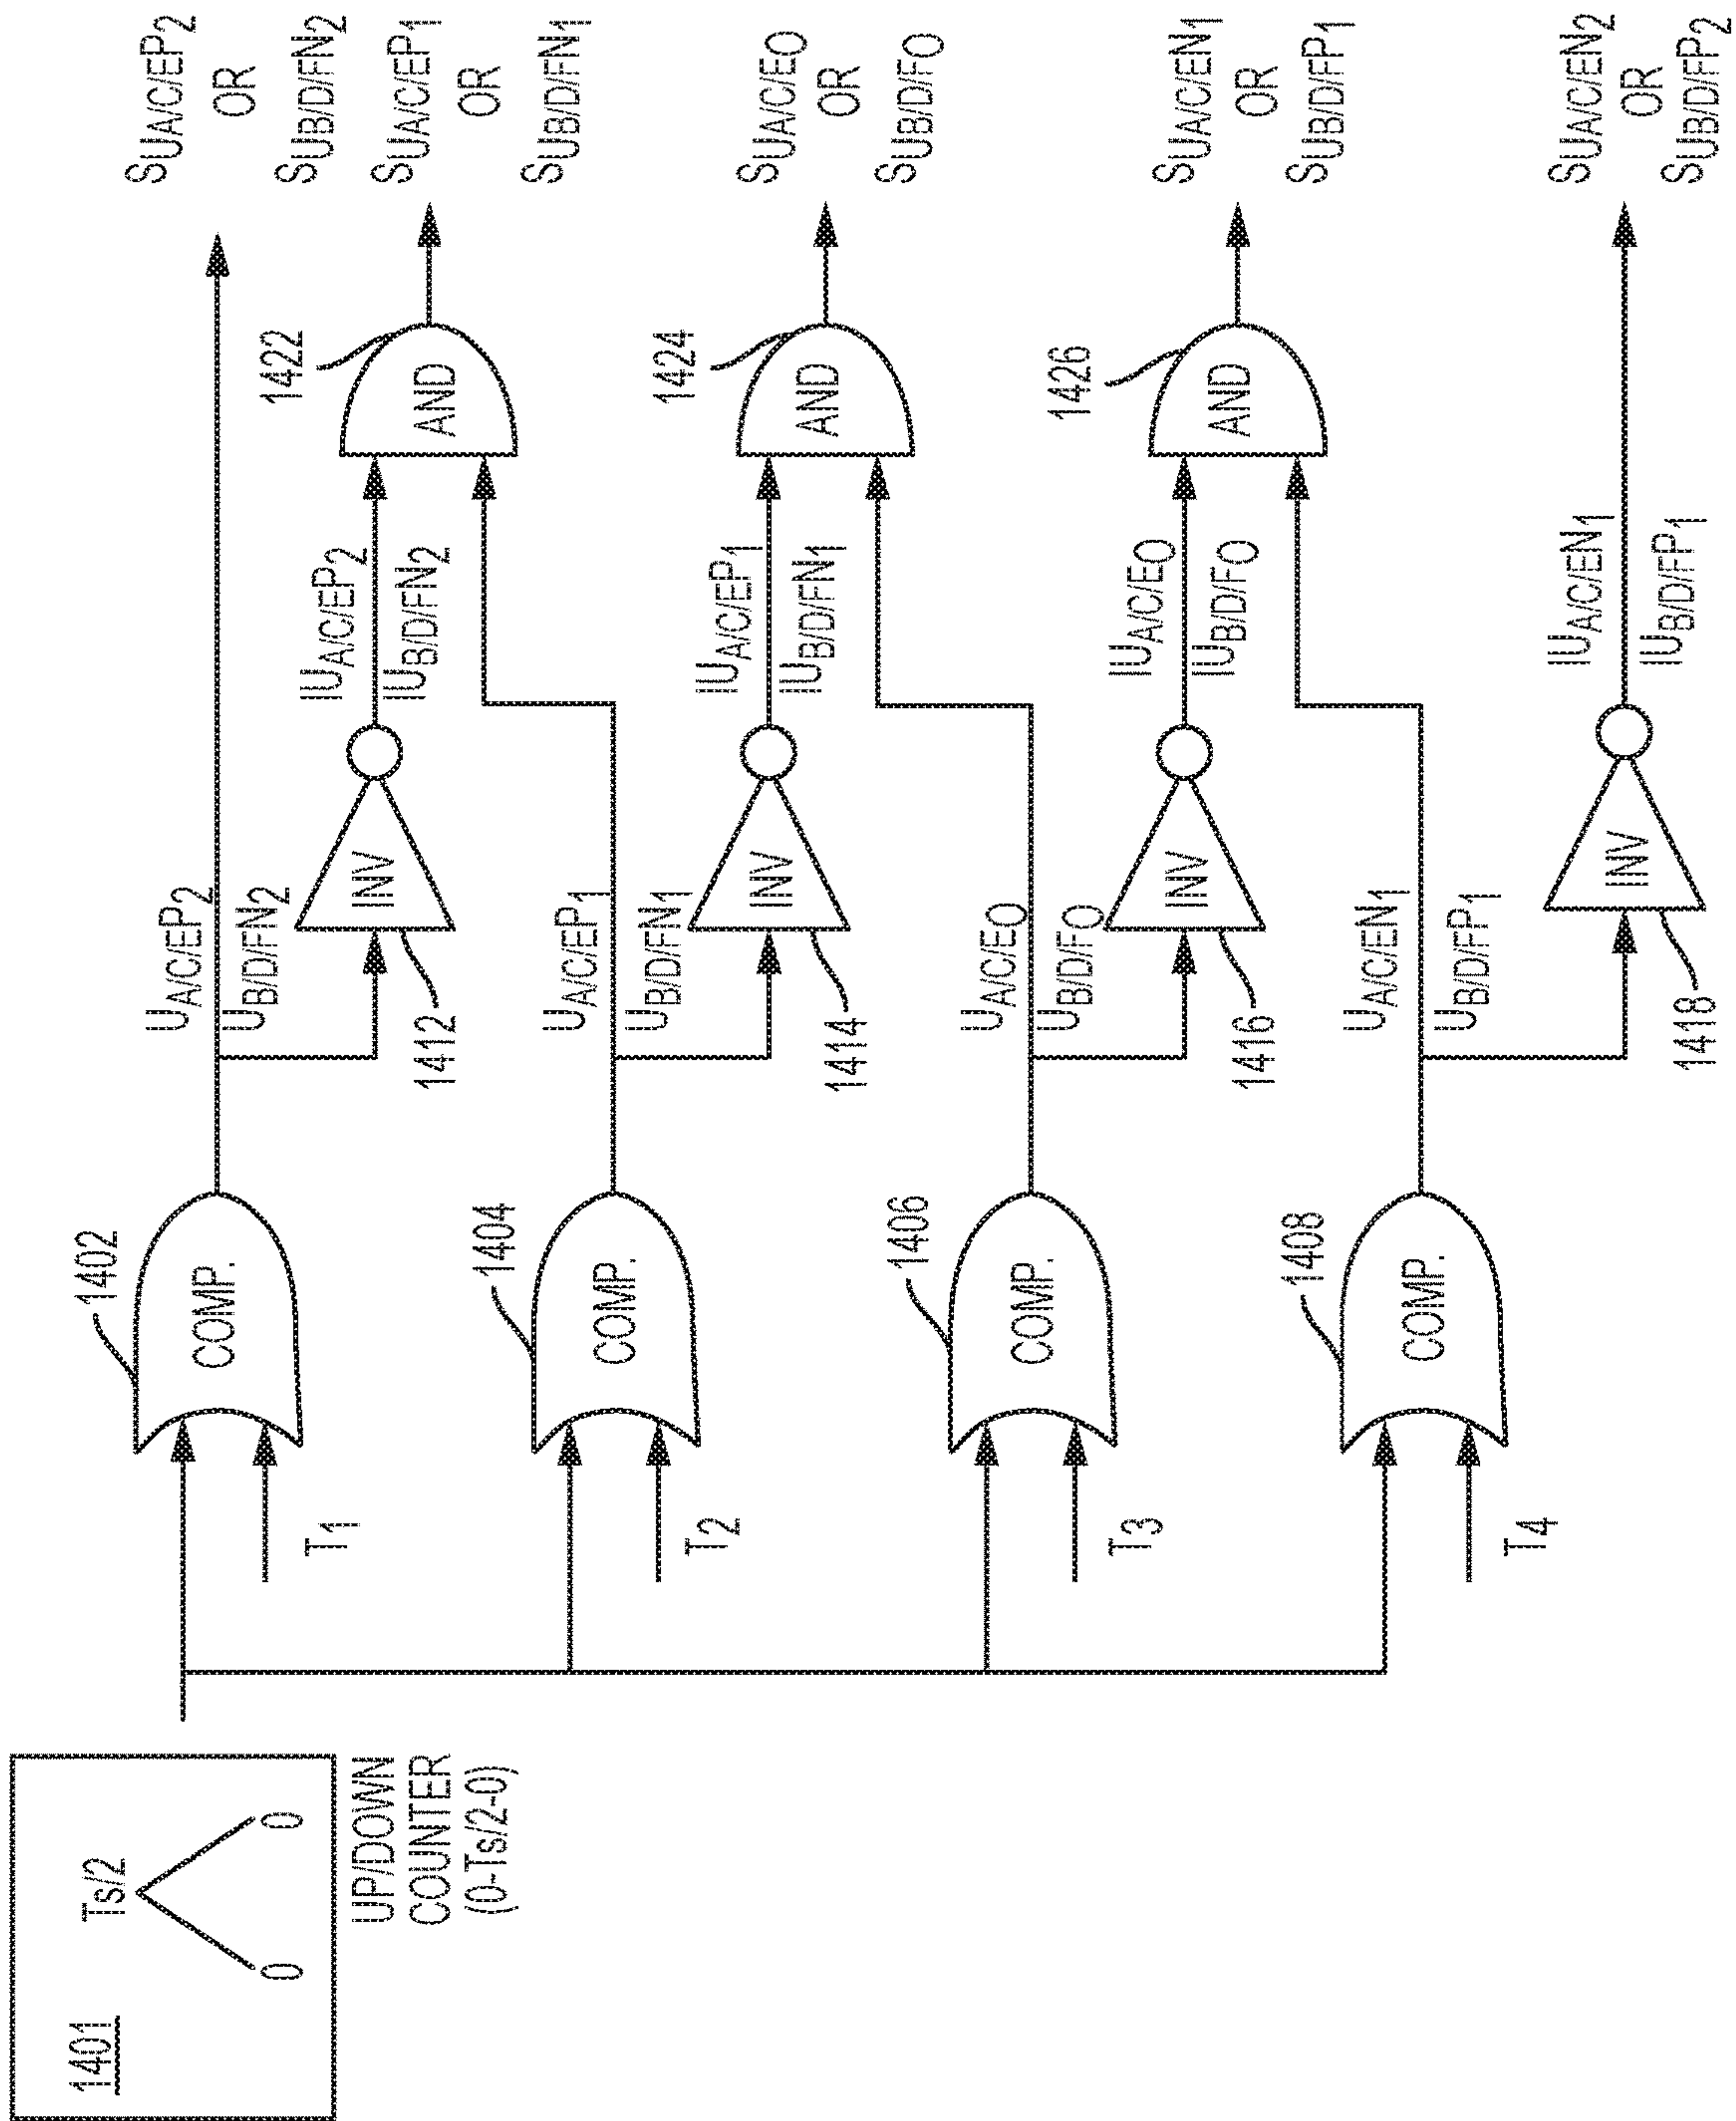 1401
Ts/2
0
0
UP/DOWN
COUNTER
(0-Ts/2-0)
T1
1402
COMP.
UA/C/EP2
UB/D/FN2
1412
INV
IUA/C/EP2
IUB/D/FN2
1422
AND
SUA/C/EP2
OR
SUB/D/FN2
SUA/C/EP1
OR
SUB/D/FN1
T2
1404
COMP.
UA/C/EP1
UB/D/FN1
1414
INV
IUA/C/EP1
IUB/D/FN1
1424
AND
SUA/C/EO
OR
SUB/D/FO
T3
1406
COMP.
UA/C/EO
UB/D/FO
1416
INV
IUA/C/EO
IUB/D/FO
1426
AND
SUA/C/EN1
OR
SUB/D/FP1
T4
1408
COMP.
UA/C/EN1
UB/D/FP1
1418
INV
IUA/C/EN1
IUB/D/FP1
SUA/C/EN2
OR
SUB/D/FP2